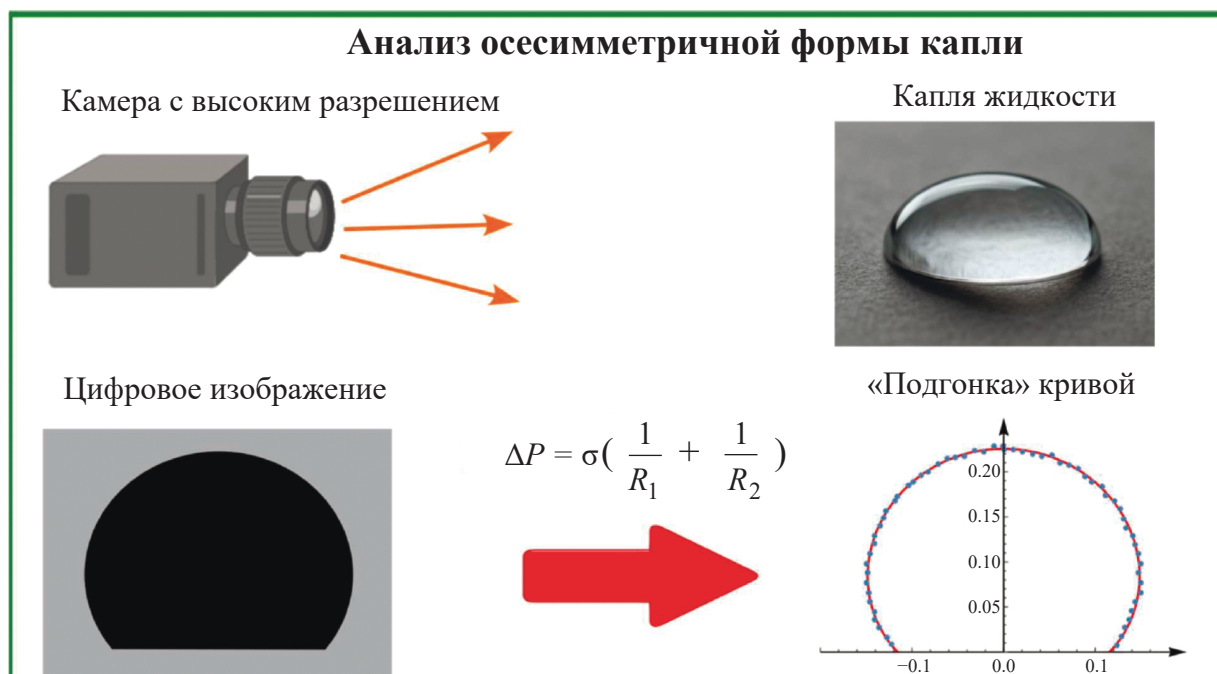 Анализ осесимметричной формы капли
Камера с высоким разрешением
Капля жидкости
Цифровое изображение
«Подгонка» кривой
ΔP = σ( 1/R₁ + 1/R₂ )
0.20
0.15
0.10
0.05
−0.1 0.0 0.1